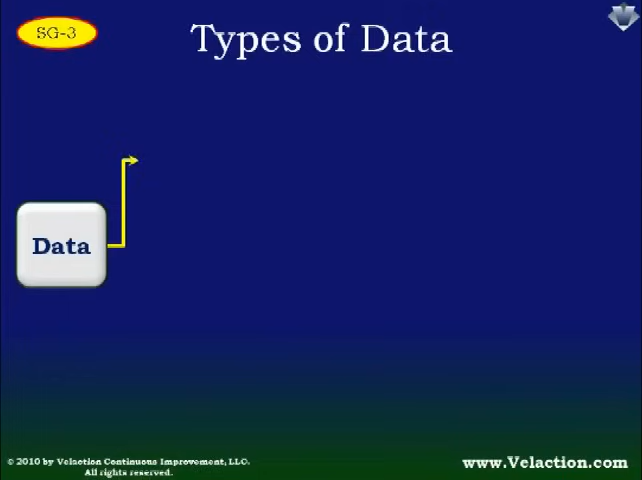 SG-3
Types of Data
Data
© 2010 by Velaction Continuous Improvement, LLC.
All rights reserved.
www.Velaction.com